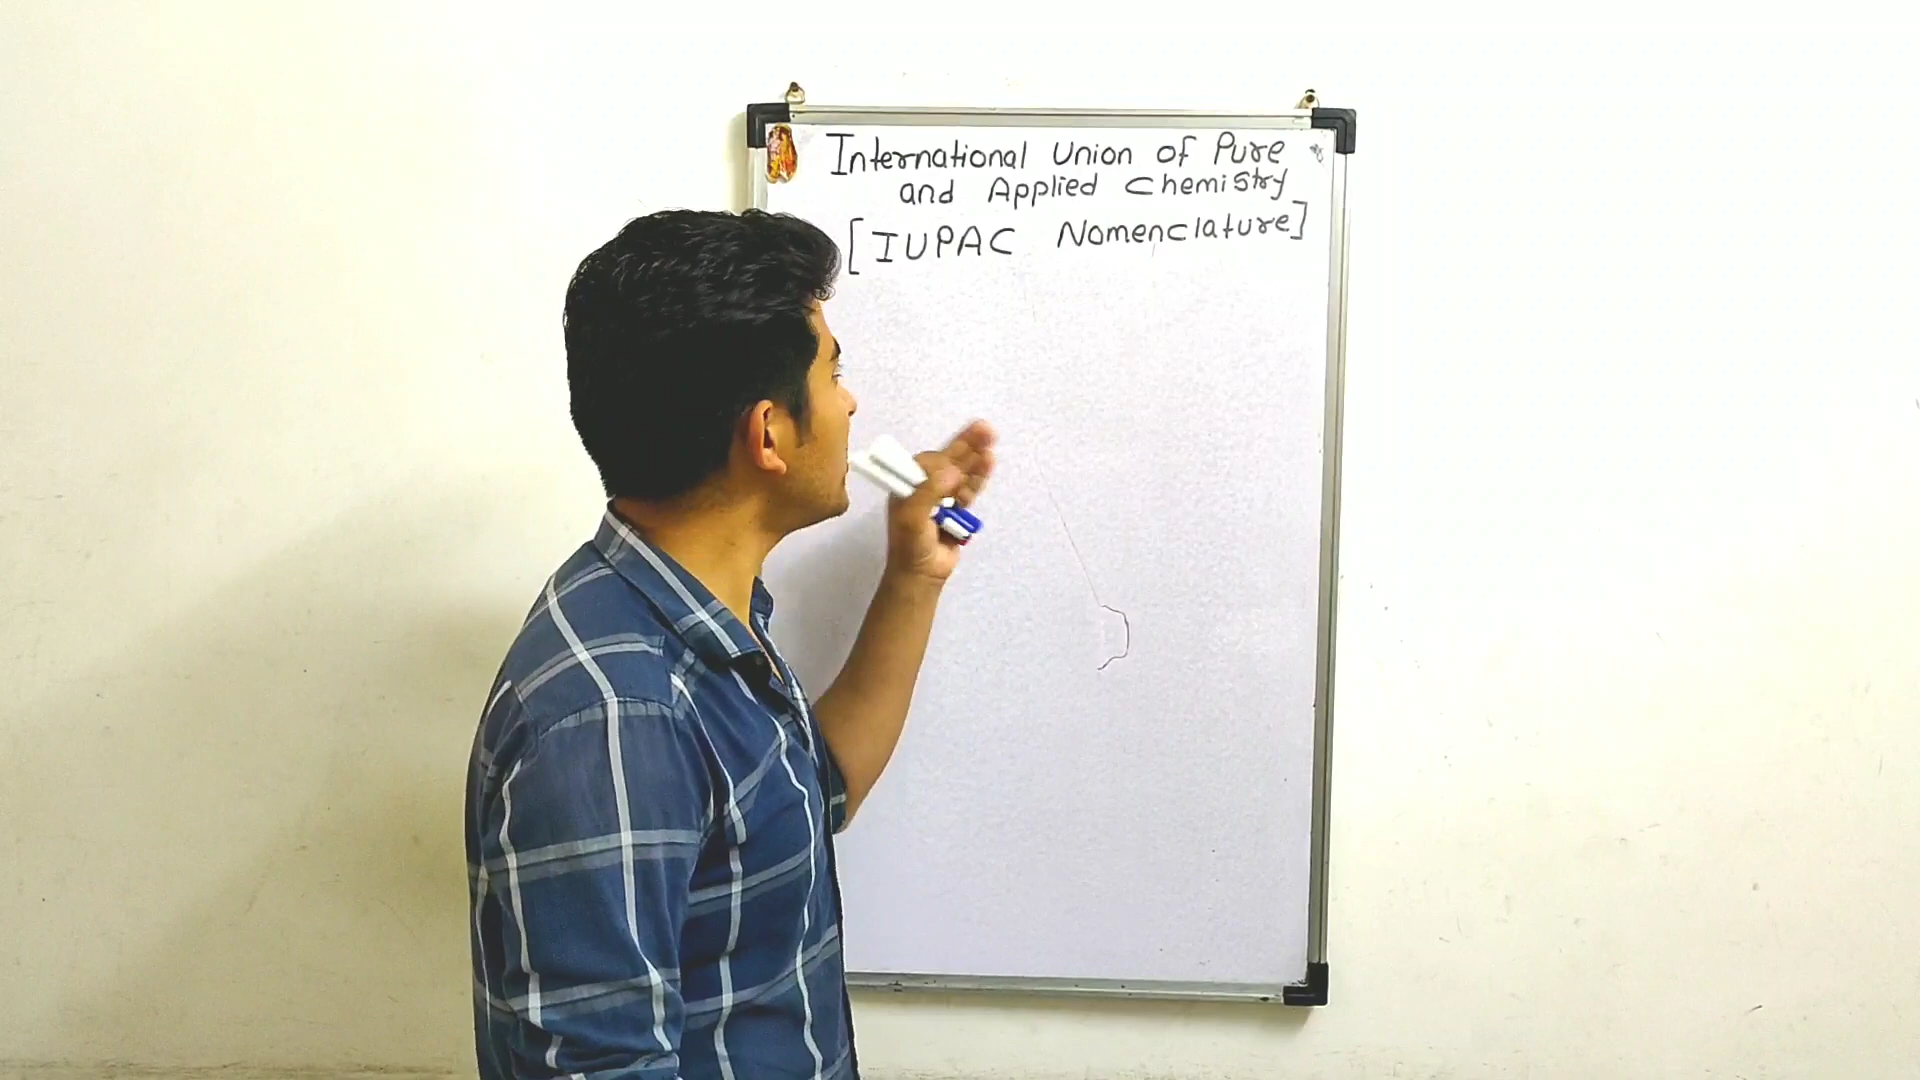 International Union of Pure
and Applied Chemistry
[IUPAC Nomenclature]